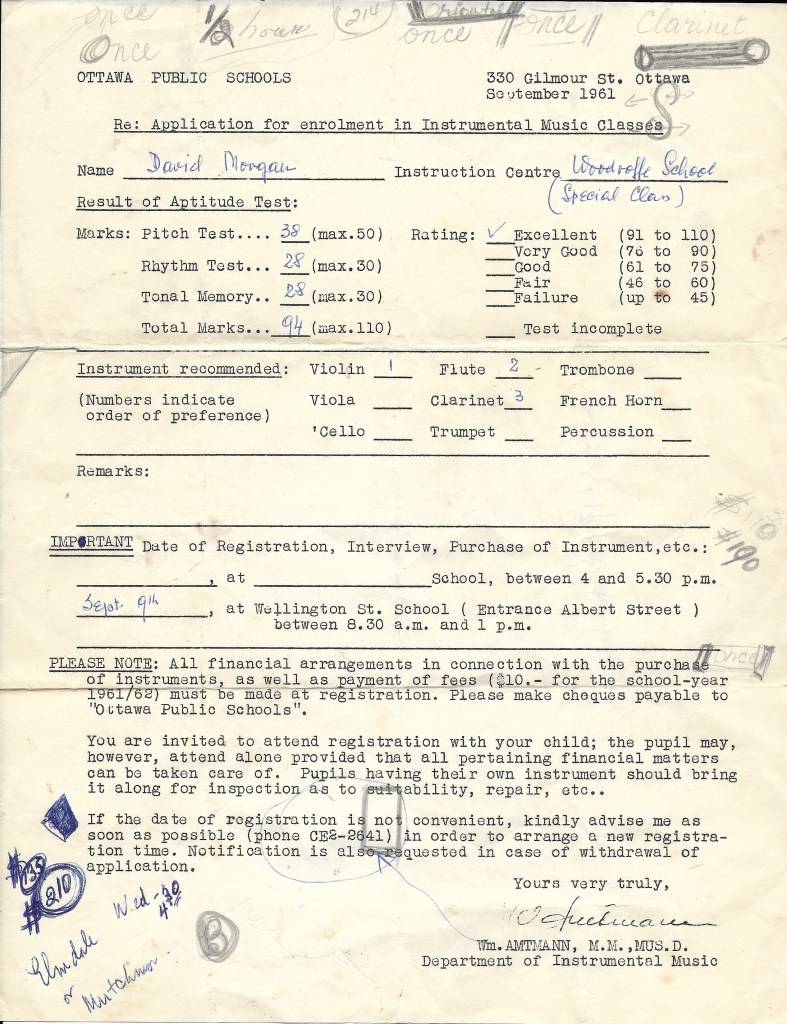 once 1/2 hour 21d Oriental Clarinet
Once once once
OTTAWA PUBLIC SCHOOLS 330 Gilmour St. Ottawa
September 1961
S
Re: Application for enrolment in Instrumental Music Classes
Name David Morgan Instruction Centre Woodroffe School
(Special Class)
Result of Aptitude Test:
Marks: Pitch Test.... 38 (max.50) Rating: ✓ Excellent (91 to 110)
Very Good (76 to 90)
Rhythm Test... 28 (max.30) Good (61 to 75)
Fair (46 to 60)
Tonal Memory.. 28 (max.30) Failure (up to 45)
Total Marks... 94 (max.110) Test incomplete
Instrument recommended: Violin 1 Flute 2 - Trombone
(Numbers indicate Viola Clarinet 3 French Horn
order of preference)
'Cello Trumpet Percussion
Remarks:
$110
$190
IMPORTANT Date of Registration, Interview, Purchase of Instrument,etc.:
, at School, between 4 and 5.30 p.m.
Sept. 9th, at Wellington St. School ( Entrance Albert Street )
between 8.30 a.m. and 1 p.m.
once
PLEASE NOTE: All financial arrangements in connection with the purchase
of instruments, as well as payment of fees ($10.- for the school-year
1961/62) must be made at registration. Please make cheques payable to
"Ottawa Public Schools".
You are invited to attend registration with your child; the pupil may,
however, attend alone provided that all pertaining financial matters
can be taken care of. Pupils having their own instrument should bring
it along for inspection as to suitability, repair, etc..
If the date of registration is not convenient, kindly advise me as
soon as possible (phone CE2-2641) in order to arrange a new registra-
tion time. Notification is also requested in case of withdrawal of
application.
Yours very truly,
Wm Amtmann
Wm. AMTMANN, M.M.,MUS.D.
Department of Instrumental Music
$135
$210
Wed - 4:30
B
Elmdale
or
Mutchmor.